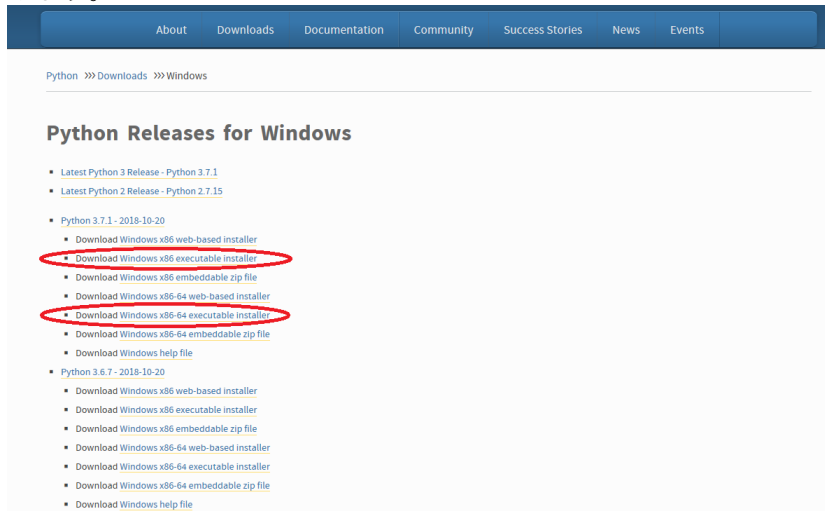 About Downloads Documentation Community Success Stories News Events
Python >>> Downloads >>> Windows
Python Releases for Windows
Latest Python 3 Release - Python 3.7.1
Latest Python 2 Release - Python 2.7.15
Python 3.7.1 - 2018-10-20
Download Windows x86 web-based installer
Download Windows x86 executable installer
Download Windows x86 embeddable zip file
Download Windows x86-64 web-based installer
Download Windows x86-64 executable installer
Download Windows x86-64 embeddable zip file
Download Windows help file
Python 3.6.7 - 2018-10-20
Download Windows x86 web-based installer
Download Windows x86 executable installer
Download Windows x86 embeddable zip file
Download Windows x86-64 web-based installer
Download Windows x86-64 executable installer
Download Windows x86-64 embeddable zip file
Download Windows help file